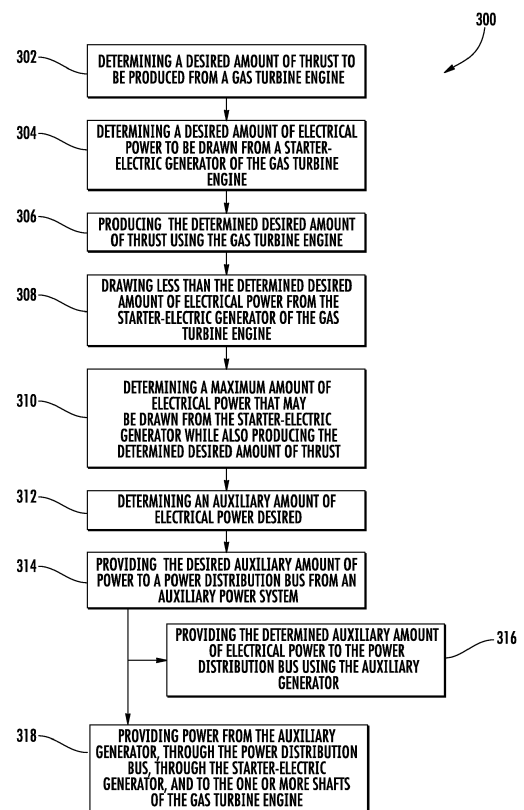 300
302
DETERMINING A DESIRED AMOUNT OF THRUST TO
BE PRODUCED FROM A GAS TURBINE ENGINE
304
DETERMINING A DESIRED AMOUNT OF ELECTRICAL
POWER TO BE DRAWN FROM A STARTER-
ELECTRIC GENERATOR OF THE GAS TURBINE
ENGINE
306
PRODUCING THE DETERMINED DESIRED AMOUNT
OF THRUST USING THE GAS TURBINE ENGINE
308
DRAWING LESS THAN THE DETERMINED DESIRED
AMOUNT OF ELECTRICAL POWER FROM THE
STARTER-ELECTRIC GENERATOR OF THE GAS
TURBINE ENGINE
310
DETERMINING A MAXIMUM AMOUNT OF
ELECTRICAL POWER THAT MAY
BE DRAWN FROM THE STARTER-ELECTRIC
GENERATOR WHILE ALSO PRODUCING THE
DETERMINED DESIRED AMOUNT OF THRUST
312
DETERMINING AN AUXILIARY AMOUNT OF
ELECTRICAL POWER DESIRED
314
PROVIDING THE DESIRED AUXILIARY AMOUNT OF
POWER TO A POWER DISTRIBUTION BUS FROM AN
AUXILIARY POWER SYSTEM
316
PROVIDING THE DETERMINED AUXILIARY AMOUNT
OF ELECTRICAL POWER TO THE POWER
DISTRIBUTION BUS USING THE AUXILIARY
GENERATOR
318
PROVIDING POWER FROM THE AUXILIARY
GENERATOR, THROUGH THE POWER DISTRIBUTION
BUS, THROUGH THE STARTER-ELECTRIC
GENERATOR, AND TO THE ONE OR MORE SHAFTS
OF THE GAS TURBINE ENGINE